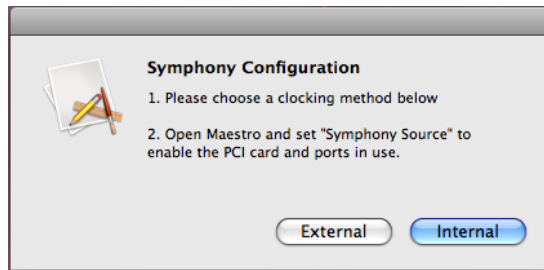 Symphony Configuration
1. Please choose a clocking method below
2. Open Maestro and set "Symphony Source" to
enable the PCI card and ports in use.
External
Internal